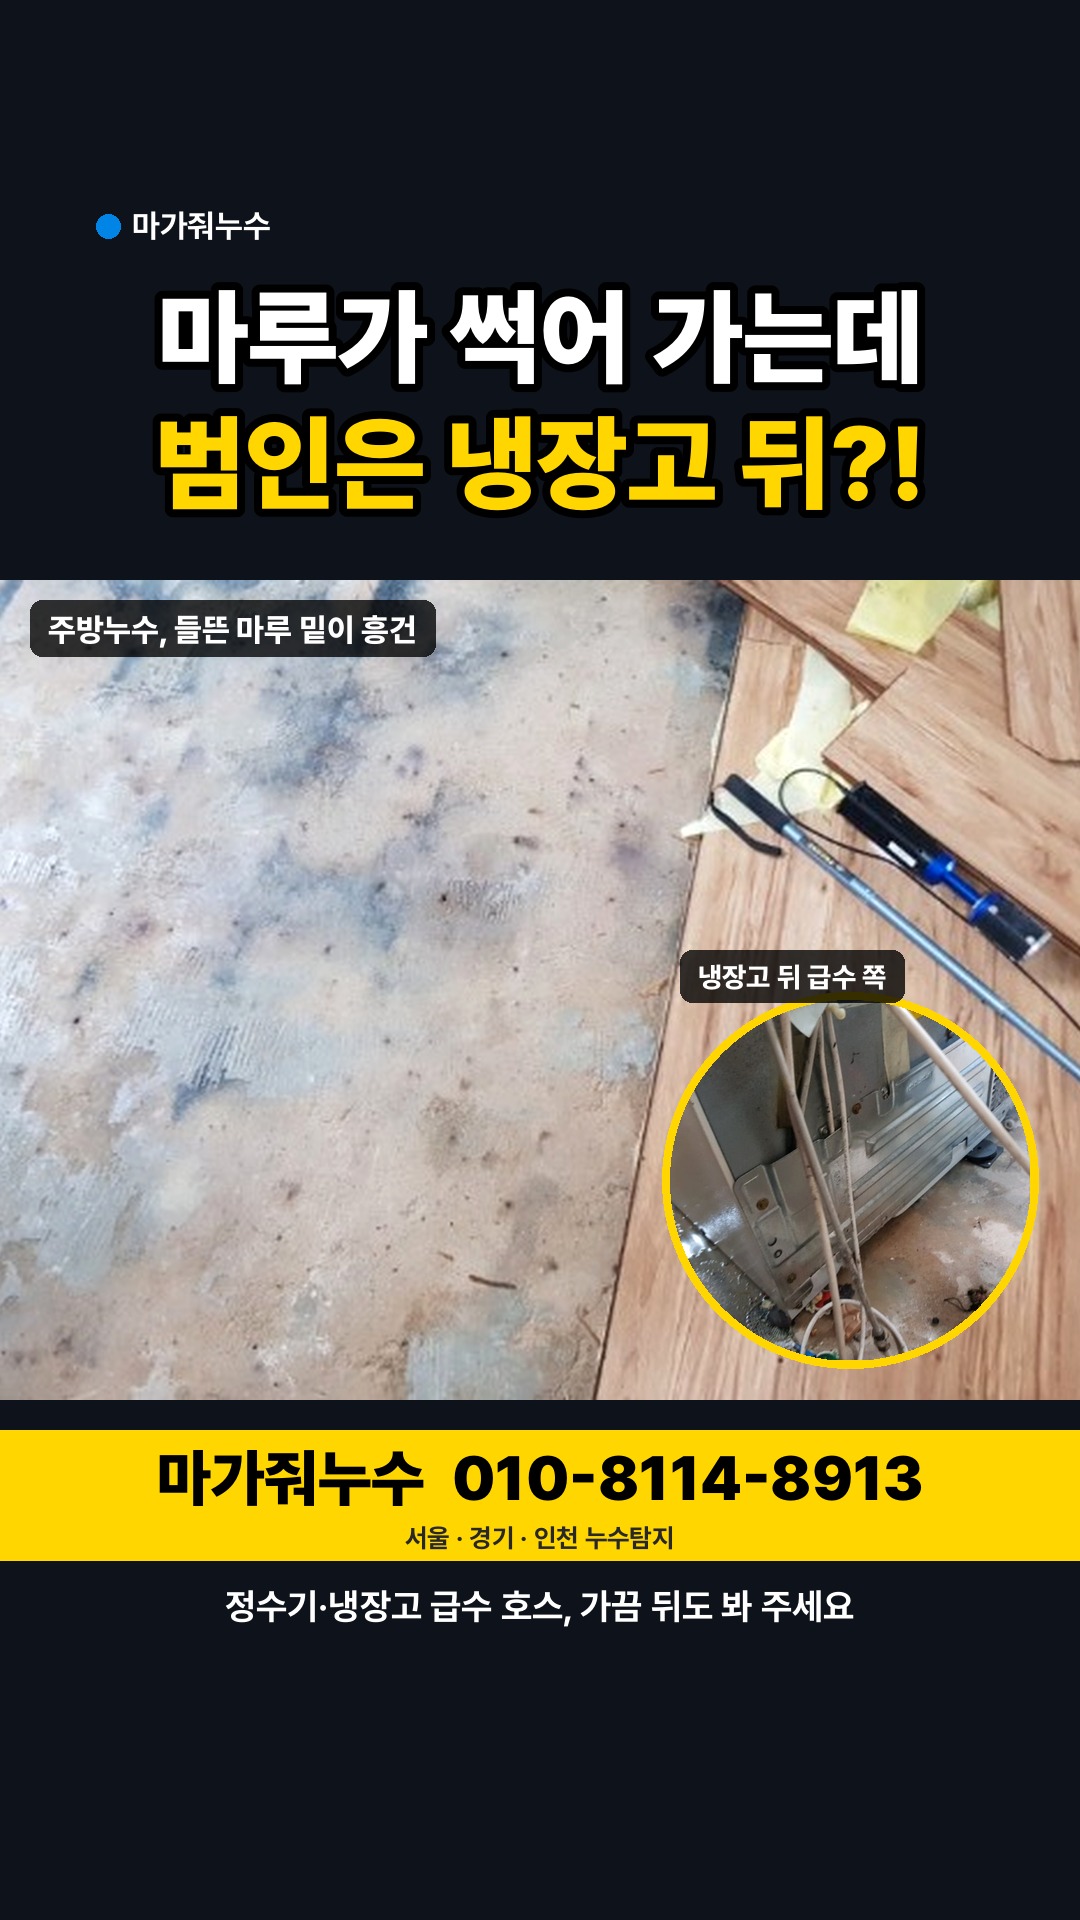 마가줘누수
마루가 썩어 가는데
범인은 냉장고 뒤?!
주방누수, 들뜬 마루 밑이 흥건
냉장고 뒤 급수 쪽
마가줘누수 010-8114-8913
서울 · 경기 · 인천 누수탐지
정수기·냉장고 급수 호스, 가끔 뒤도 봐 주세요